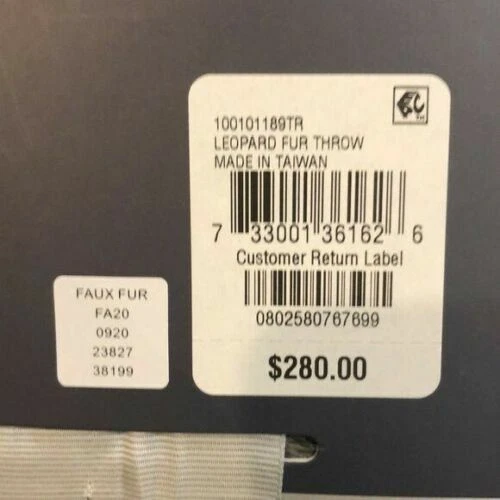 100101189TR
LEOPARD FUR THROW
MADE IN TAIWAN
7 33001 36162 6
Customer Return Label
0802580767699
$280.00
FAUX FUR
FA20
0920
23827
38199